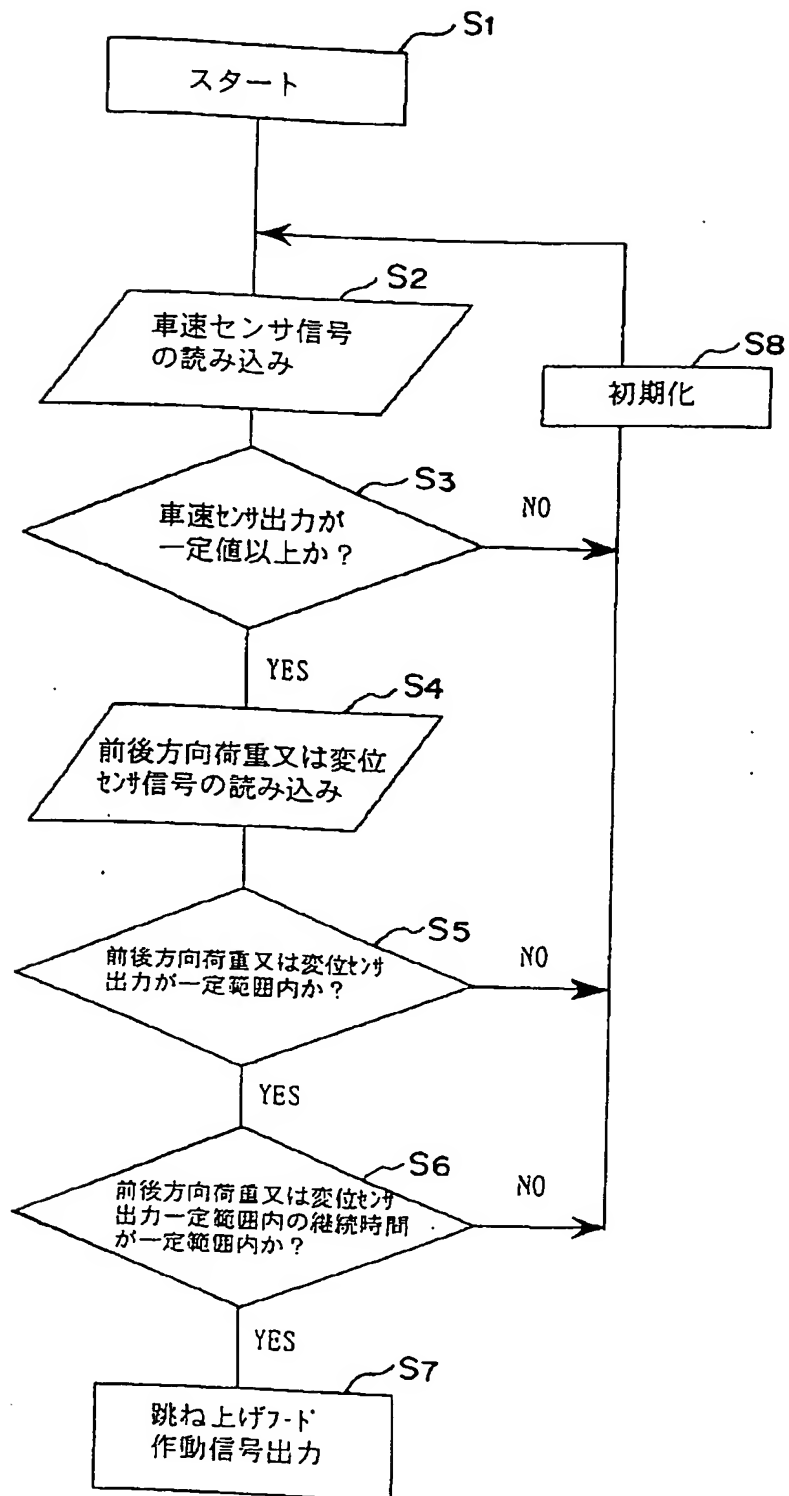 S1
スタート
S2
車速センサ信号
の読み込み
S8
初期化
S3
車速ｾﾝｻ出力が
一定値以上か？
NO
YES
S4
前後方向荷重又は変位
ｾﾝｻ信号の読み込み
S5
前後方向荷重又は変位ｾﾝｻ
出力が一定範囲内か？
NO
YES
S6
前後方向荷重又は変位ｾﾝｻ
出力一定範囲内の継続時間
が一定範囲内か？
NO
YES
S7
跳ね上げﾌｰﾄﾞ
作動信号出力